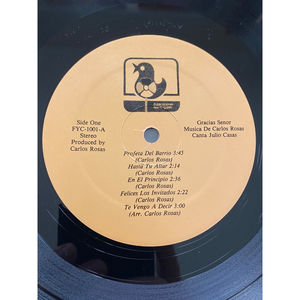 Side One
FYC-1001-A
Stereo
Produced by
Carlos Rosas
Gracias Senor
Musica De Carlos Rosas
Canta Julio Casas
Profeta Del Barrio 3:45
(Carlos Rosas)
Hasta Tu Altar 2:14
(Carlos Rosas)
En El Principio 2:36
(Carlos Rosas)
Felices Los Invitados 2:22
(Carlos Rosas)
Te Vengo A Decir 3:00
(Arr. Carlos Rosas)